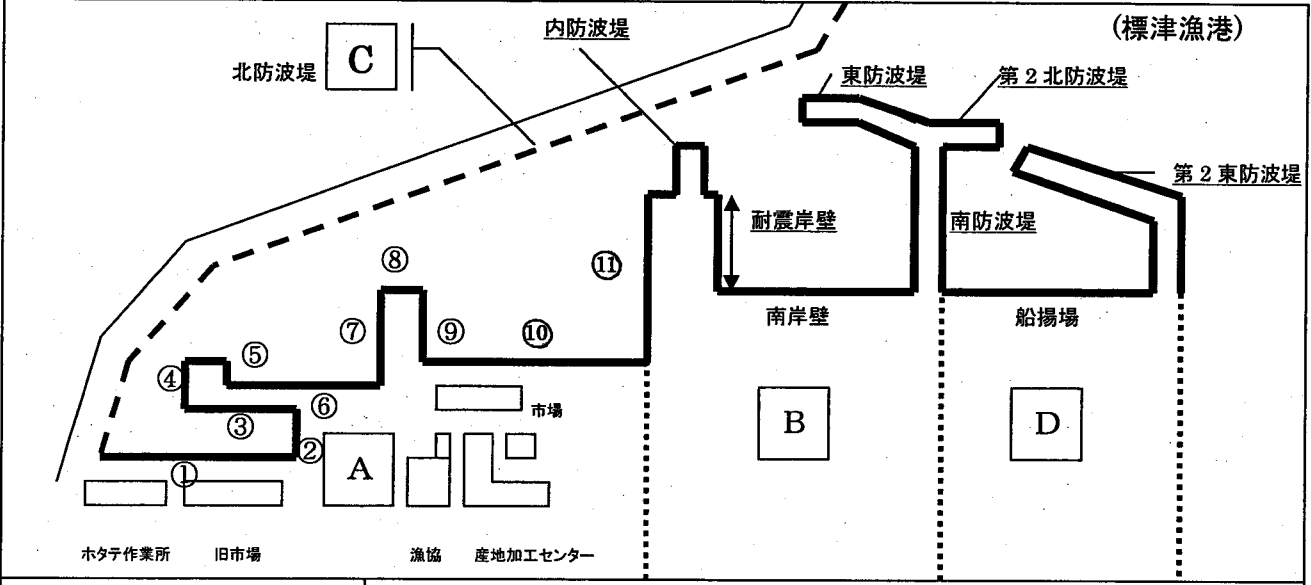 (標津漁港)
内防波堤
北防波堤
C
東防波堤
第2北防波堤
第2東防波堤
耐震岸壁
南防波堤
⑧
⑪
⑦
⑨
⑩
南岸壁
船揚場
⑤
④
⑥
③
市場
②
A
B
D
①
ホタテ作業所
旧市場
漁協
産地加工センター